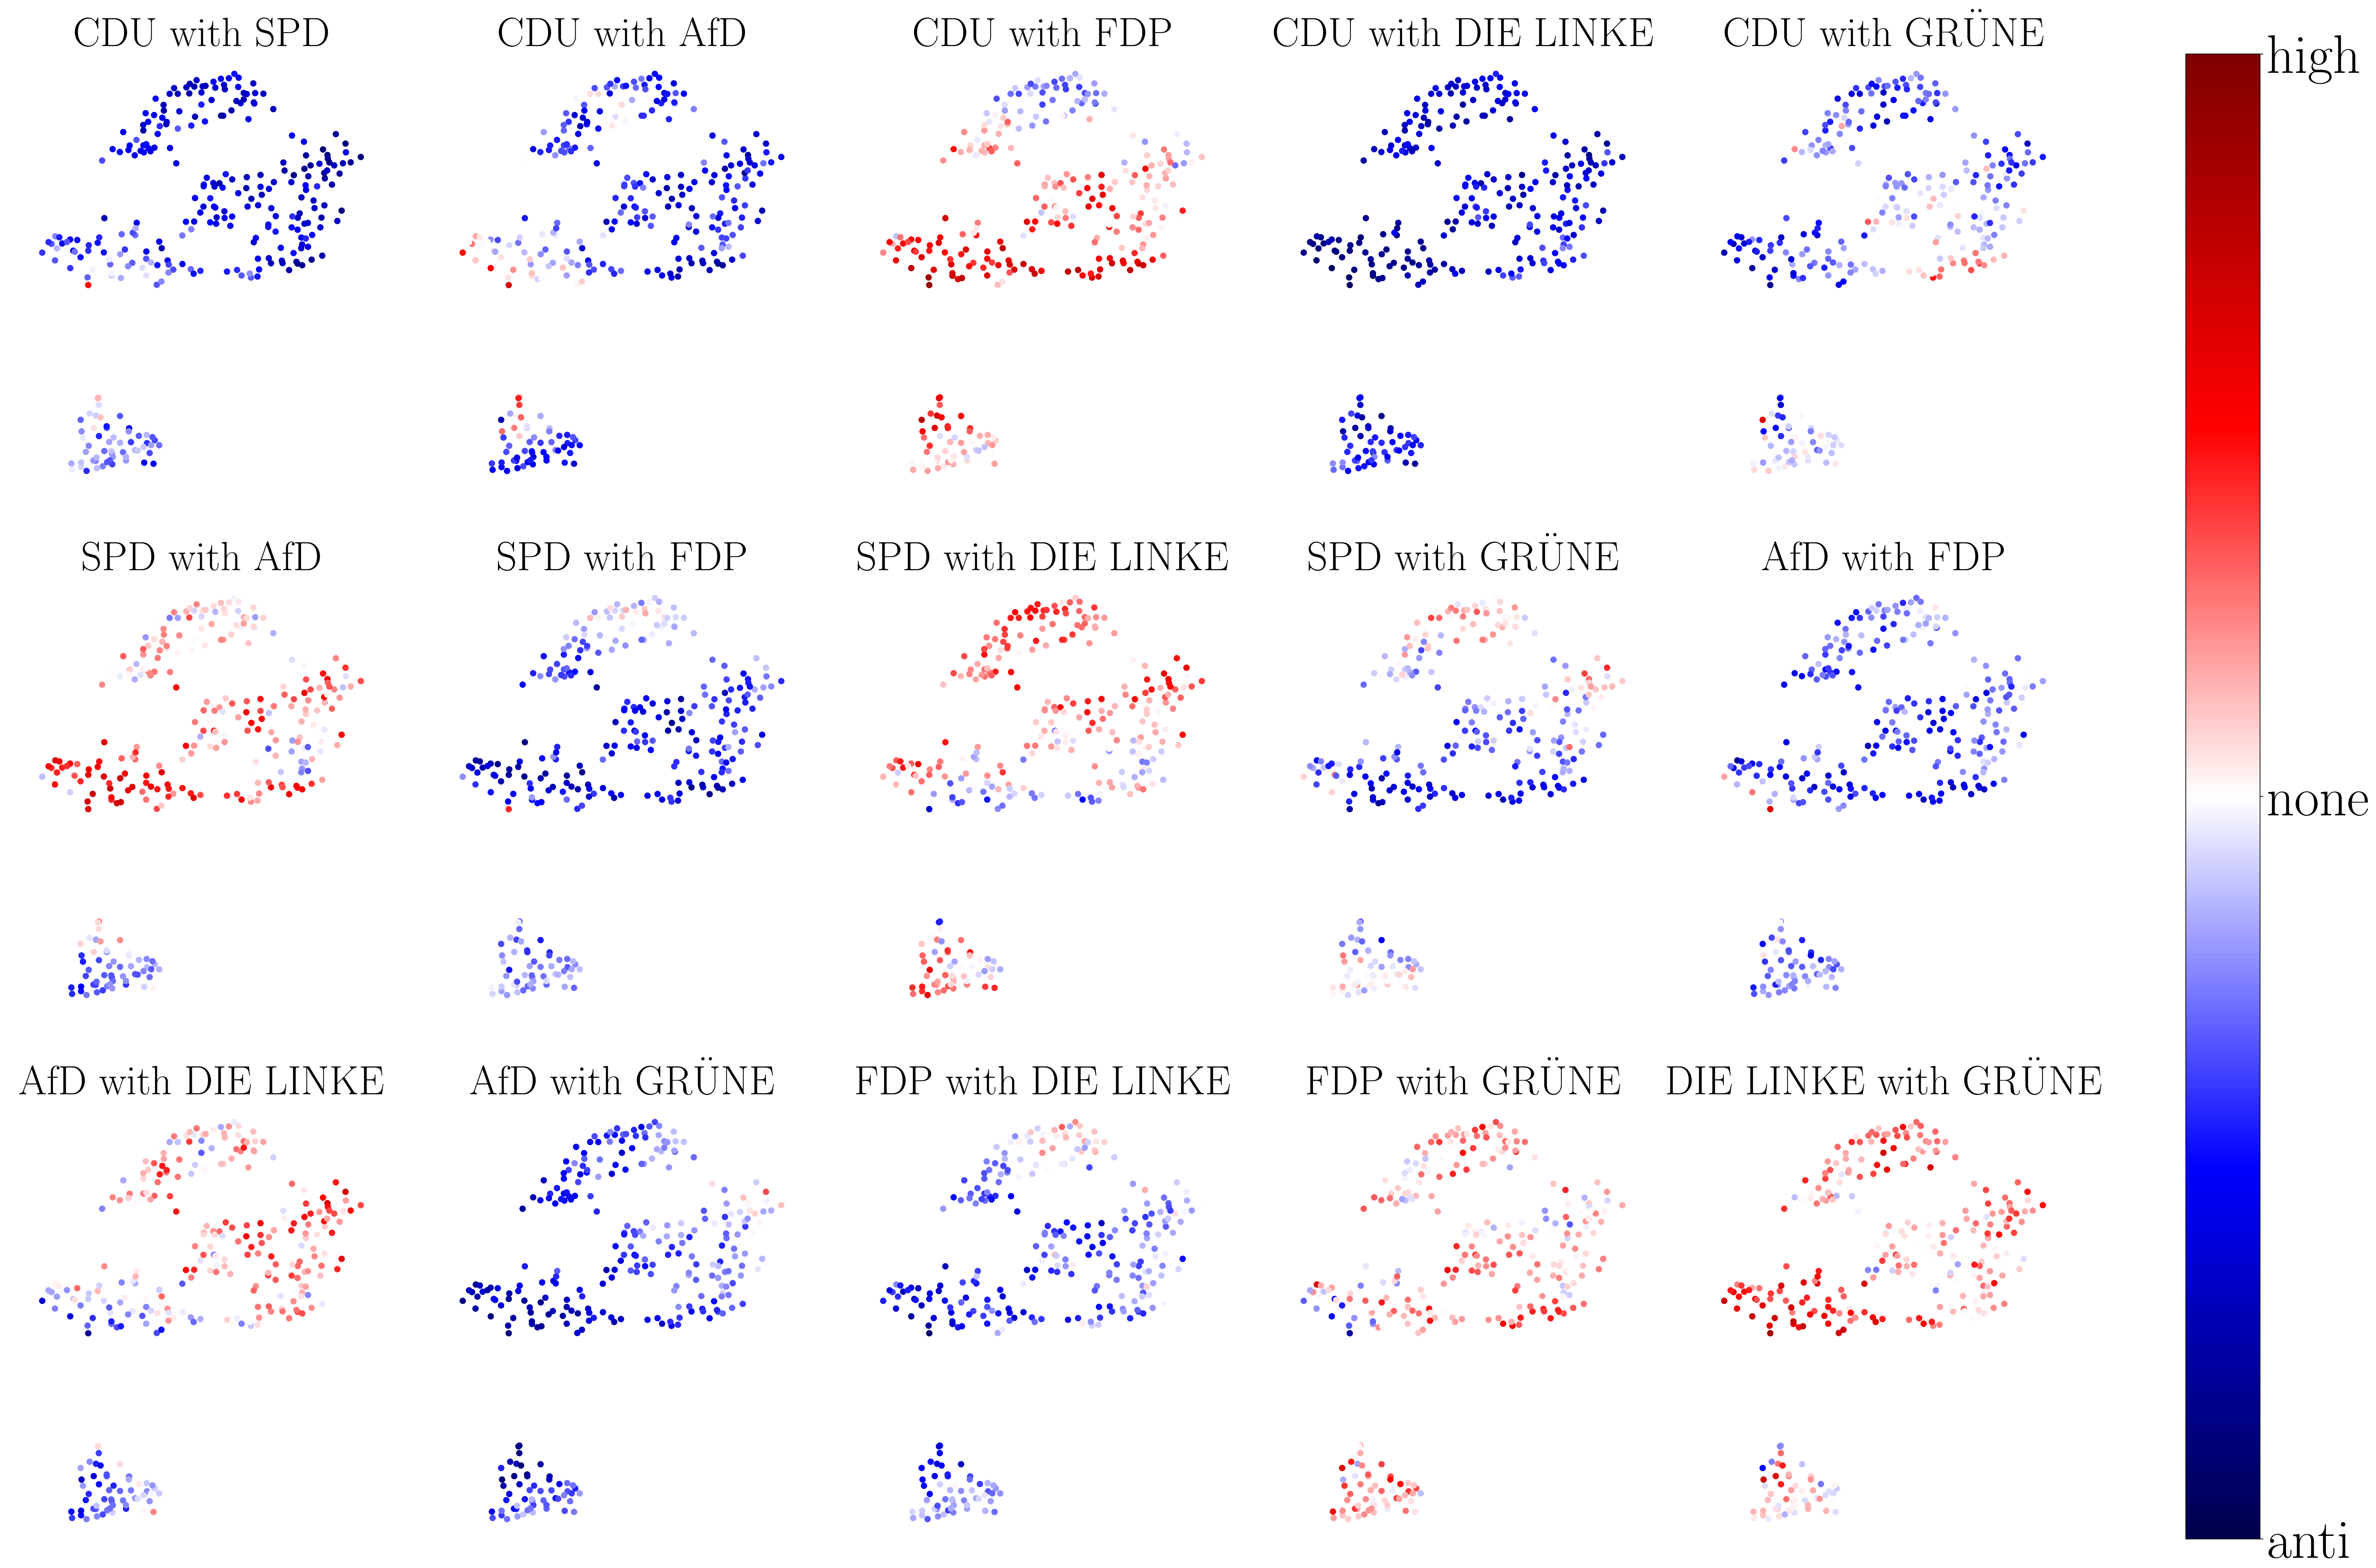 CDU with SPD
CDU with AfD
CDU with FDP
CDU with DIE LINKE
CDU with GRÜNE
high
SPD with AfD
SPD with FDP
SPD with DIE LINKE
SPD with GRÜNE
AfD with FDP
none
AfD with DIE LINKE
AfD with GRÜNE
FDP with DIE LINKE
FDP with GRÜNE
DIE LINKE with GRÜNE
anti